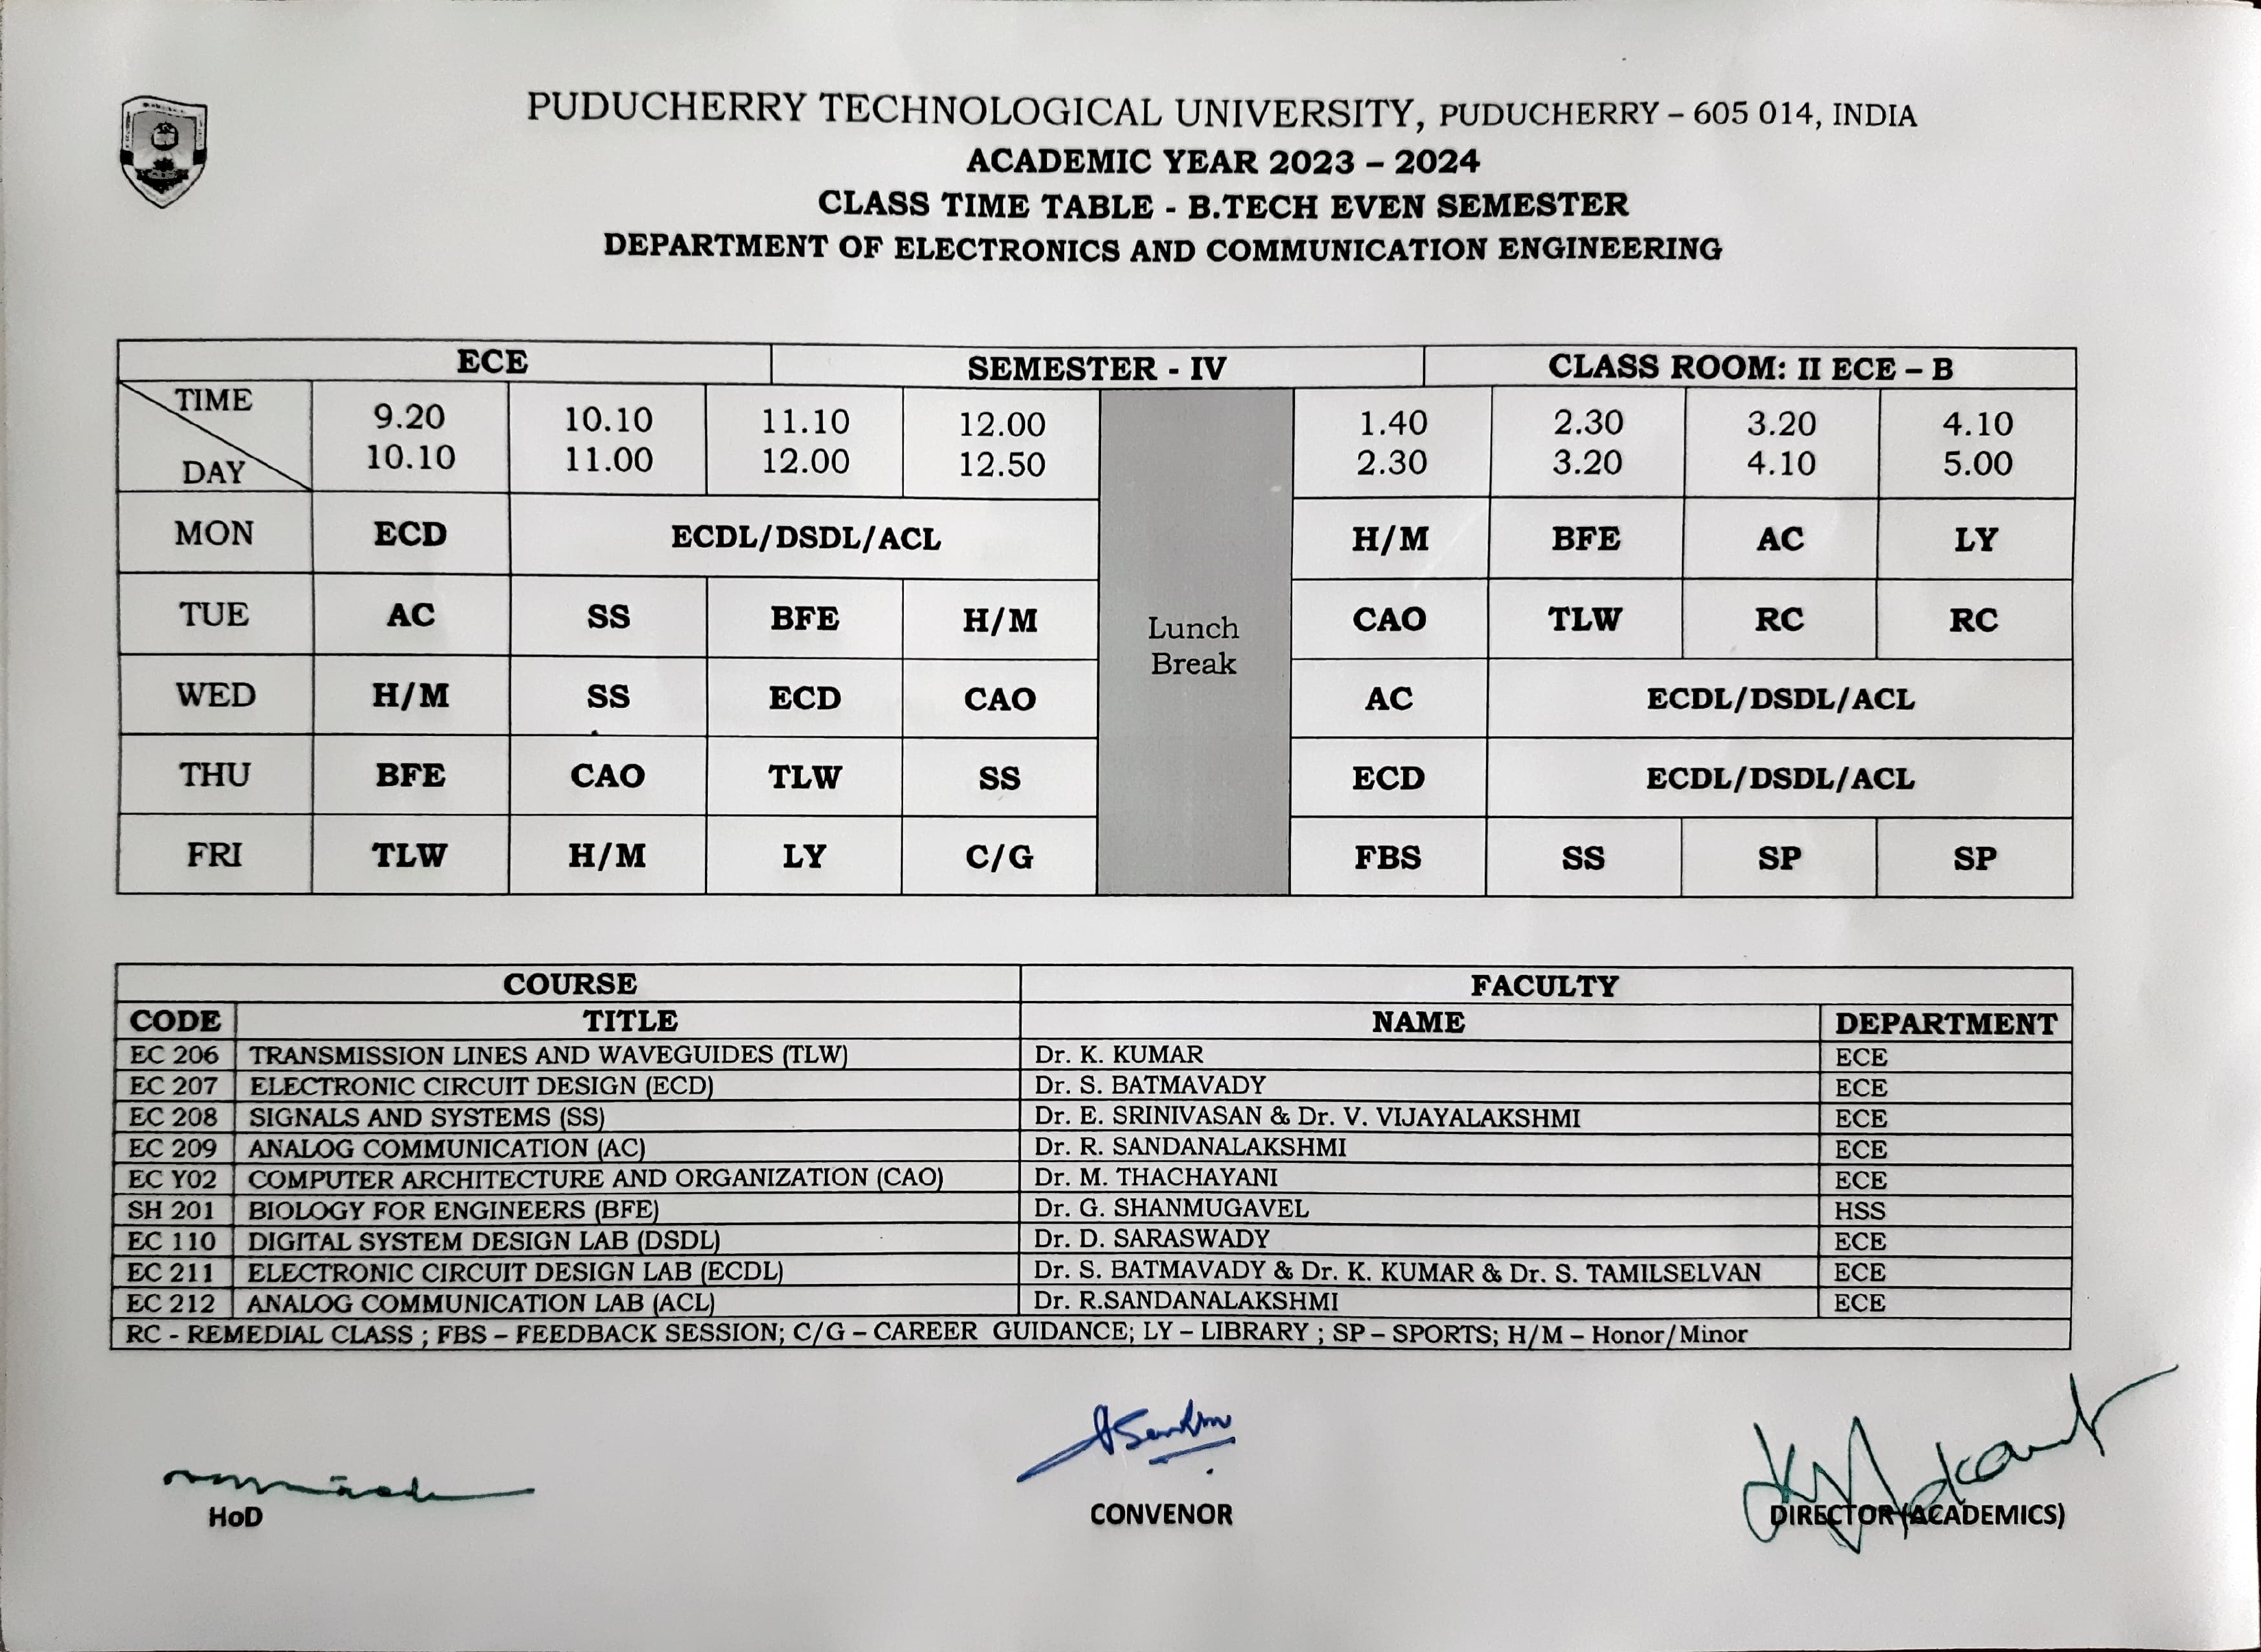 PUDUCHERRY TECHNOLOGICAL UNIVERSITY, PUDUCHERRY – 605 014, INDIA
ACADEMIC YEAR 2023 – 2024
CLASS TIME TABLE - B.TECH EVEN SEMESTER
DEPARTMENT OF ELECTRONICS AND COMMUNICATION ENGINEERING
ECE SEMESTER - IV CLASS ROOM: II ECE – B
TIME 9.20 10.10 11.10 12.00 1.40 2.30 3.20 4.10
DAY 10.10 11.00 12.00 12.50 2.30 3.20 4.10 5.00
MON ECD ECDL/DSDL/ACL H/M BFE AC LY
TUE AC SS BFE H/M CAO TLW RC RC
Lunch
Break
WED H/M SS ECD CAO AC ECDL/DSDL/ACL
THU BFE CAO TLW SS ECD ECDL/DSDL/ACL
FRI TLW H/M LY C/G FBS SS SP SP
COURSE FACULTY
CODE TITLE NAME DEPARTMENT
EC 206 TRANSMISSION LINES AND WAVEGUIDES (TLW) Dr. K. KUMAR ECE
EC 207 ELECTRONIC CIRCUIT DESIGN (ECD) Dr. S. BATMAVADY ECE
EC 208 SIGNALS AND SYSTEMS (SS) Dr. E. SRINIVASAN & Dr. V. VIJAYALAKSHMI ECE
EC 209 ANALOG COMMUNICATION (AC) Dr. R. SANDANALAKSHMI ECE
EC Y02 COMPUTER ARCHITECTURE AND ORGANIZATION (CAO) Dr. M. THACHAYANI ECE
SH 201 BIOLOGY FOR ENGINEERS (BFE) Dr. G. SHANMUGAVEL HSS
EC 110 DIGITAL SYSTEM DESIGN LAB (DSDL) Dr. D. SARASWADY ECE
EC 211 ELECTRONIC CIRCUIT DESIGN LAB (ECDL) Dr. S. BATMAVADY & Dr. K. KUMAR & Dr. S. TAMILSELVAN ECE
EC 212 ANALOG COMMUNICATION LAB (ACL) Dr. R.SANDANALAKSHMI ECE
RC - REMEDIAL CLASS ; FBS – FEEDBACK SESSION; C/G – CAREER GUIDANCE; LY – LIBRARY ; SP – SPORTS; H/M – Honor/Minor
HoD CONVENOR DIRECTOR (ACADEMICS)